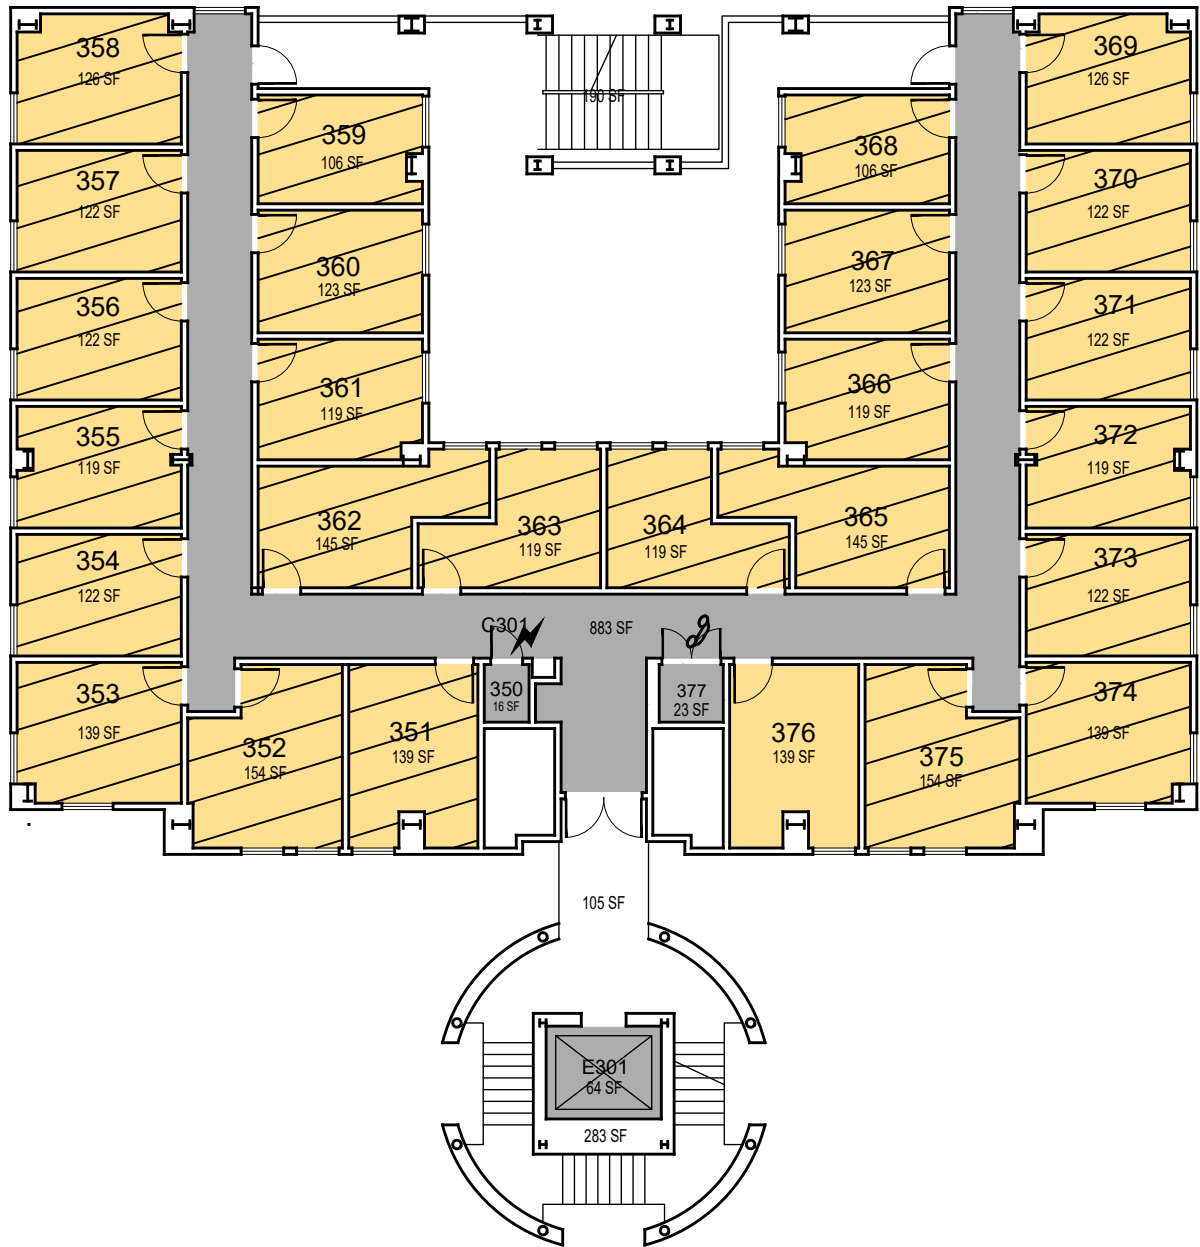 358
126 SF
369
126 SF
190 SF
359
106 SF
368
106 SF
357
122 SF
370
122 SF
360
123 SF
367
123 SF
356
122 SF
371
122 SF
361
119 SF
366
119 SF
355
119 SF
372
119 SF
362
145 SF
363
119 SF
364
119 SF
365
145 SF
354
122 SF
373
122 SF
C301
883 SF
353
139 SF
352
154 SF
351
139 SF
350
16 SF
377
23 SF
376
139 SF
375
154 SF
374
139 SF
105 SF
E301
64 SF
283 SF